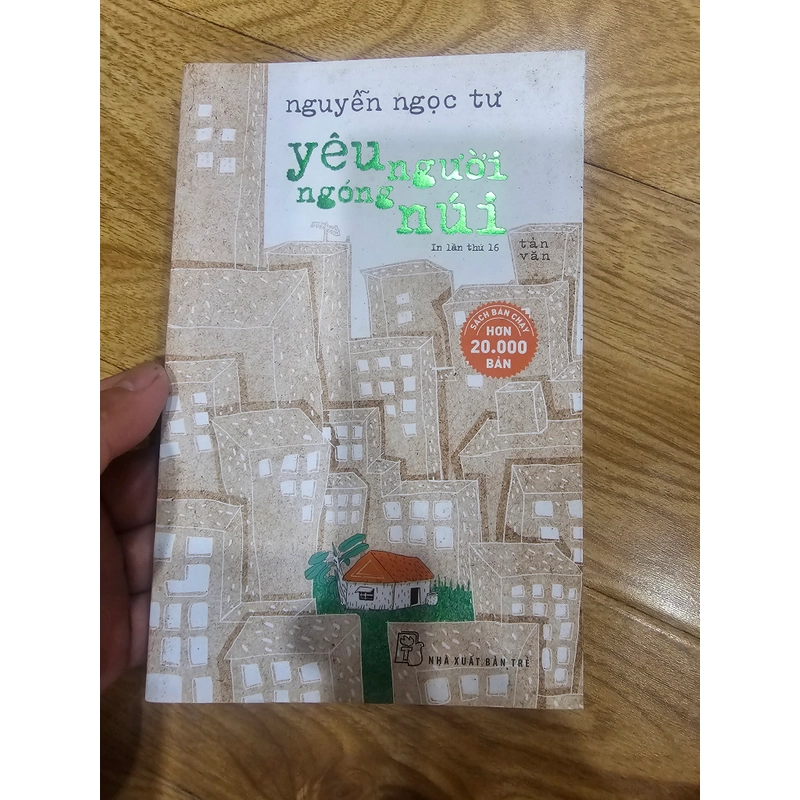 nguyễn ngọc tư
yêu người
ngóng núi
In lần thứ 16
tản
văn
SÁCH BÁN CHẠY
HƠN
20.000
BẢN
NHÀ XUẤT BẢN TRẺ